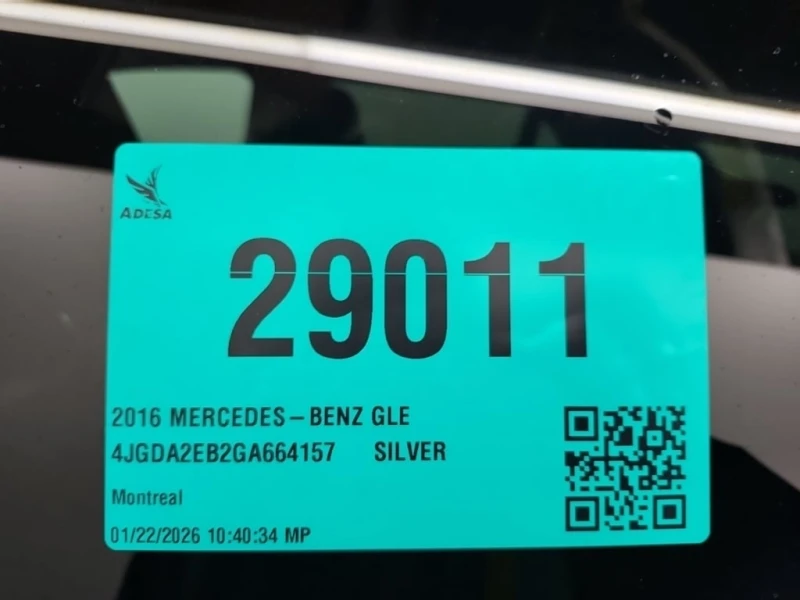 ADESA
29011
2016 MERCEDES-BENZ GLE
4JGDA2EB2GA664157 SILVER
Montreal
01/22/2026 10:40:34 MP